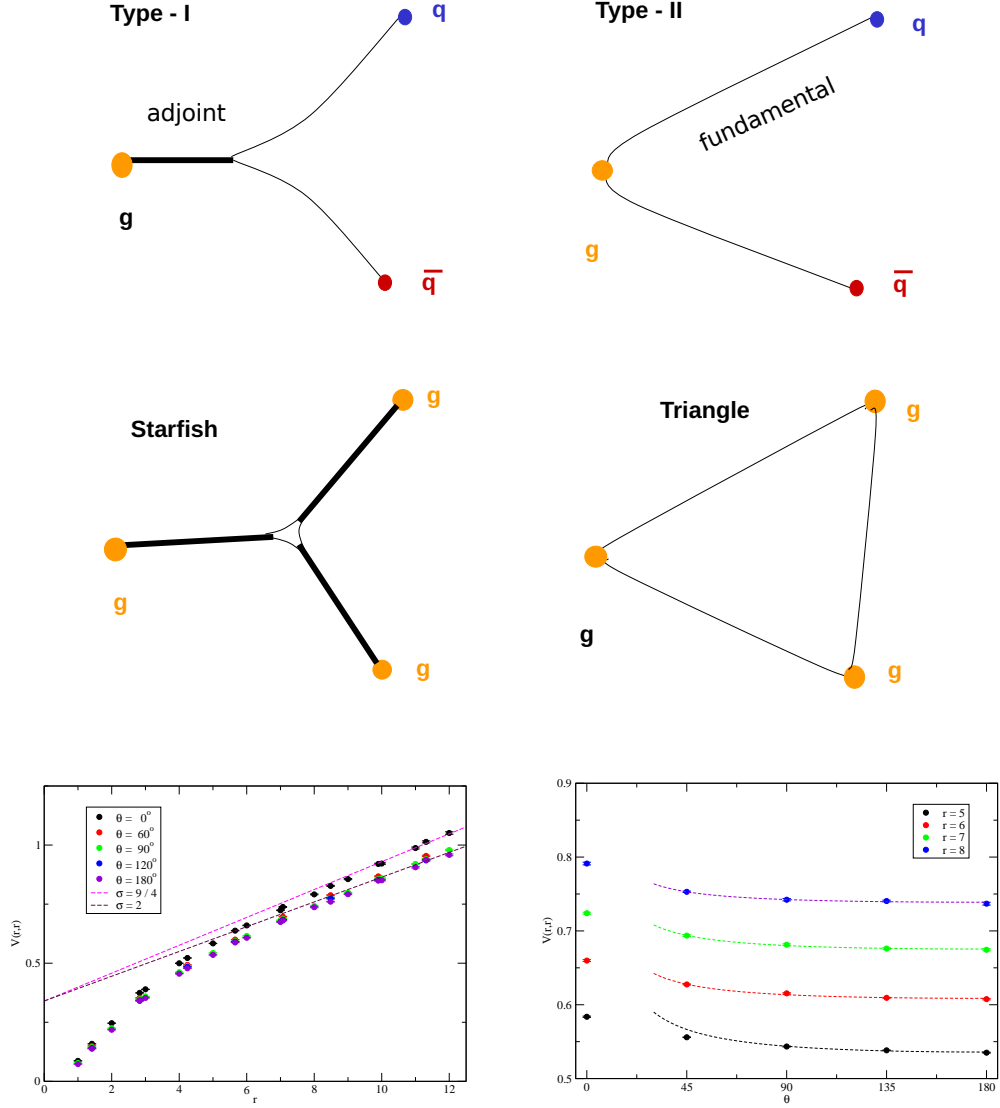 Type - I
q
adjoint
g
q̅
Type - II
q
fundamental
g
q̅
Starfish
g
g
g
Triangle
g
g
g
V(r,r)
1
0.5
0
θ = 0°
θ = 60°
θ = 90°
θ = 120°
θ = 180°
σ = 9 / 4
σ = 2
0 2 4 6 8 10 12
r
V(r,r)
0.9
0.8
0.7
0.6
0.5
r = 5
r = 6
r = 7
r = 8
0 45 90 135 180
θ